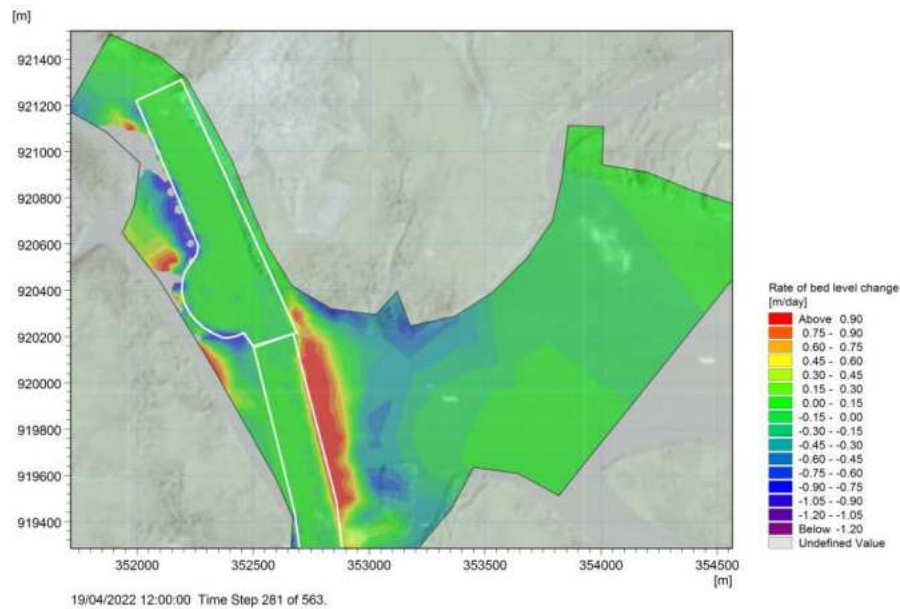 [m]
921400
921200
921000
920800
920600
920400
920200
920000
919800
919600
919400
352000 352500 353000 353500 354000 354500
[m]
19/04/2022 12:00:00 Time Step 281 of 563.
Rate of bed level change
[m/day]
Above 0.90
0.75 - 0.90
0.60 - 0.75
0.45 - 0.60
0.30 - 0.45
0.15 - 0.30
0.00 - 0.15
-0.15 - 0.00
-0.30 - -0.15
-0.45 - -0.30
-0.60 - -0.45
-0.75 - -0.60
-0.90 - -0.75
-1.05 - -0.90
-1.20 - -1.05
Below -1.20
Undefined Value